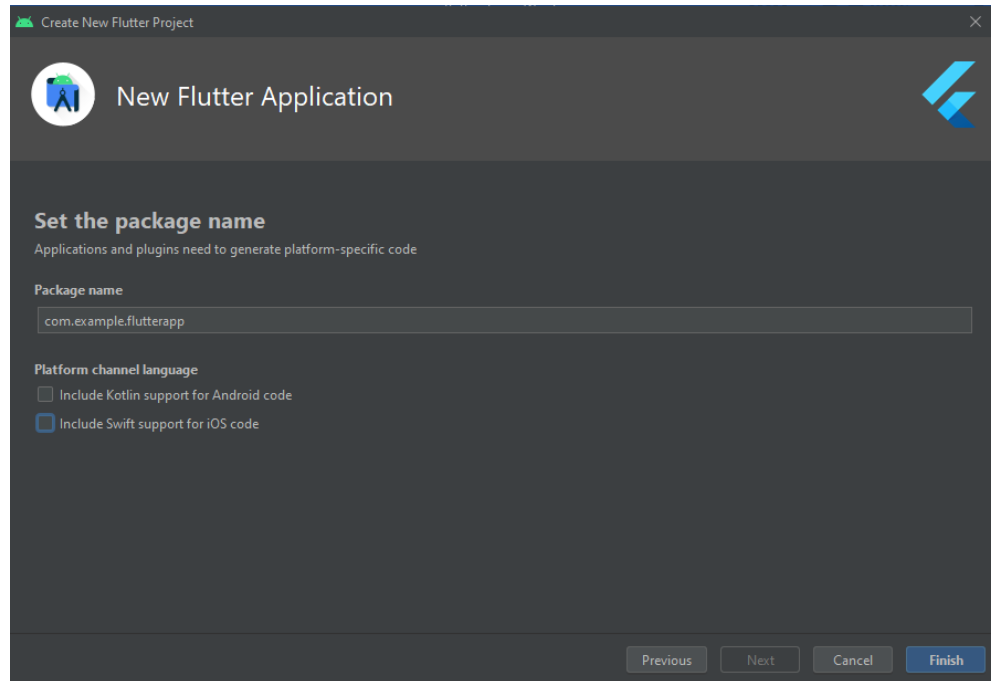 Create New Flutter Project
New Flutter Application
Set the package name
Applications and plugins need to generate platform-specific code
Package name
com.example.flutterapp
Platform channel language
Include Kotlin support for Android code
Include Swift support for iOS code
Previous
Next
Cancel
Finish